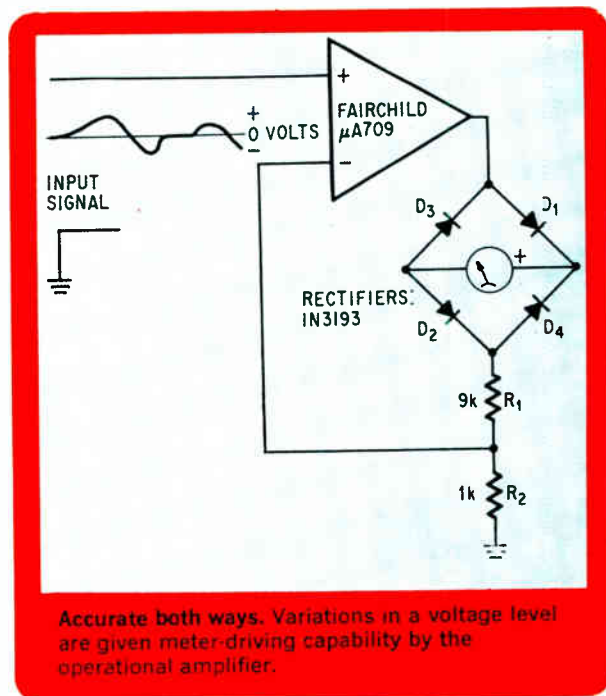 +
FAIRCHILD
µA709
−
+
0 VOLTS
−
INPUT
SIGNAL
D3
D1
+
RECTIFIERS:
IN3193
D2
D4
9k R1
1k R2
Accurate both ways. Variations in a voltage level
are given meter-driving capability by the
operational amplifier.